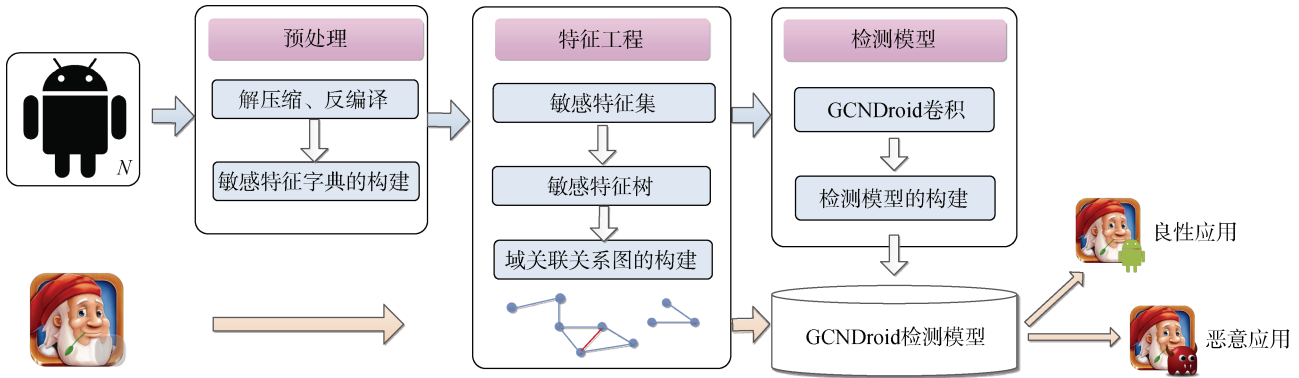 预处理
解压缩、反编译
敏感特征字典的构建
N
特征工程
敏感特征集
敏感特征树
域关联关系图的构建
检测模型
GCNDroid卷积
检测模型的构建
GCNDroid检测模型
良性应用
恶意应用